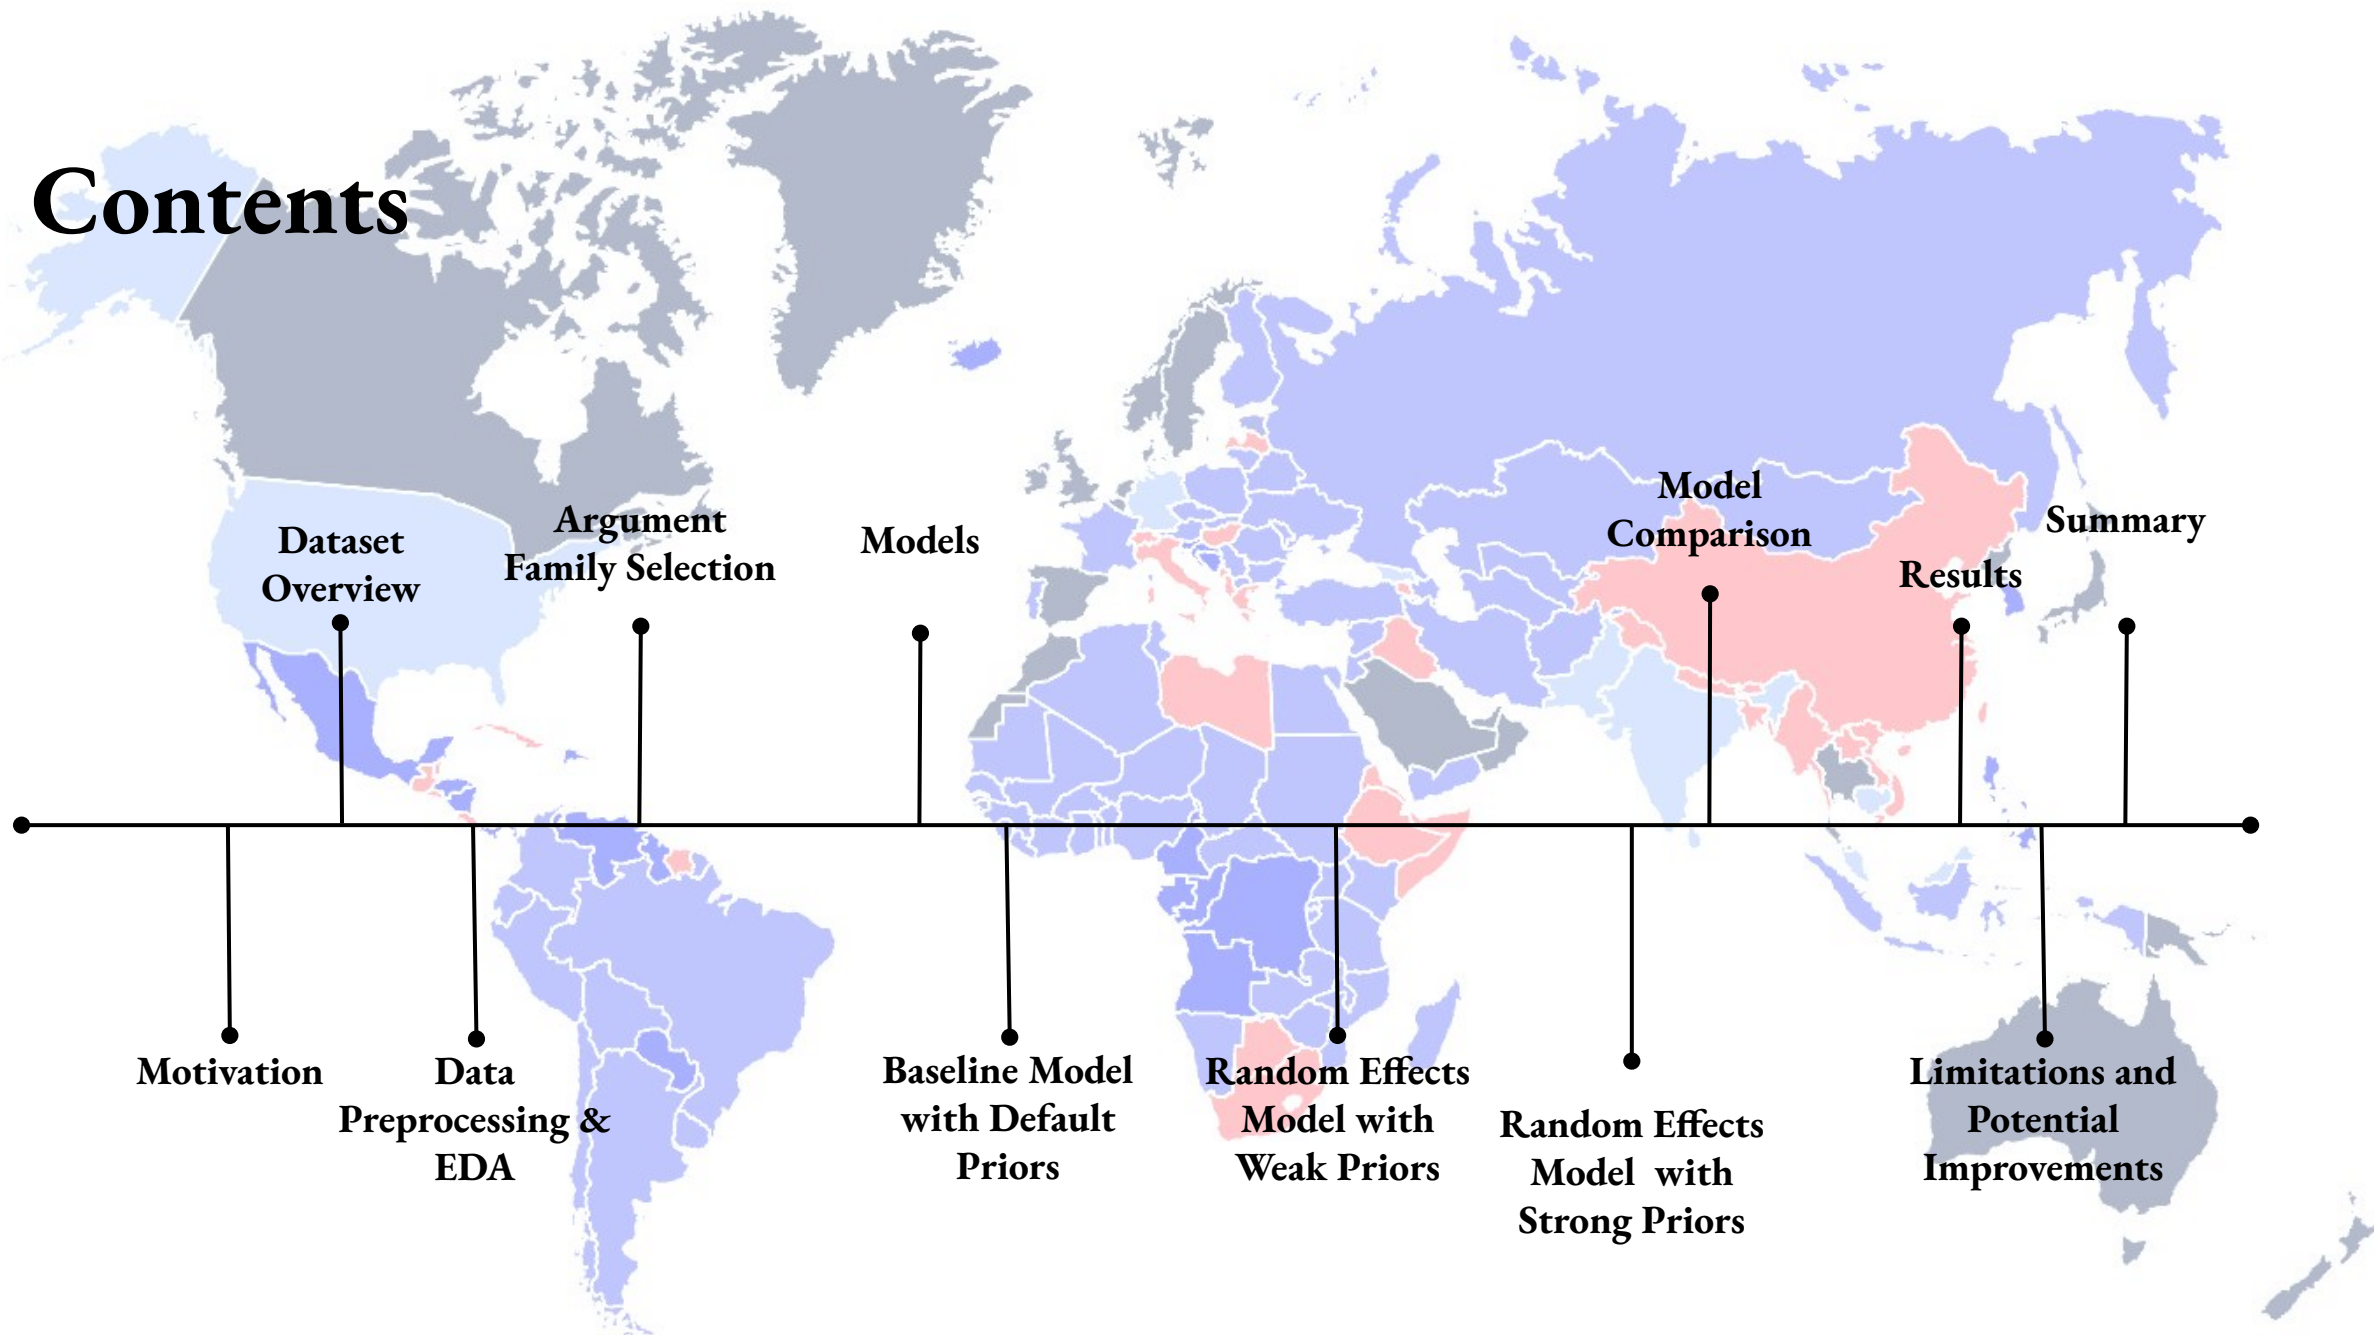 Contents
Motivation
Dataset
Overview
Data
Preprocessing &
EDA
Argument
Family Selection
Models
Baseline Model
with Default
Priors
Random Effects
Model with
Weak Priors
Random Effects
Model with
Strong Priors
Model
Comparison
Results
Limitations and
Potential
Improvements
Summary